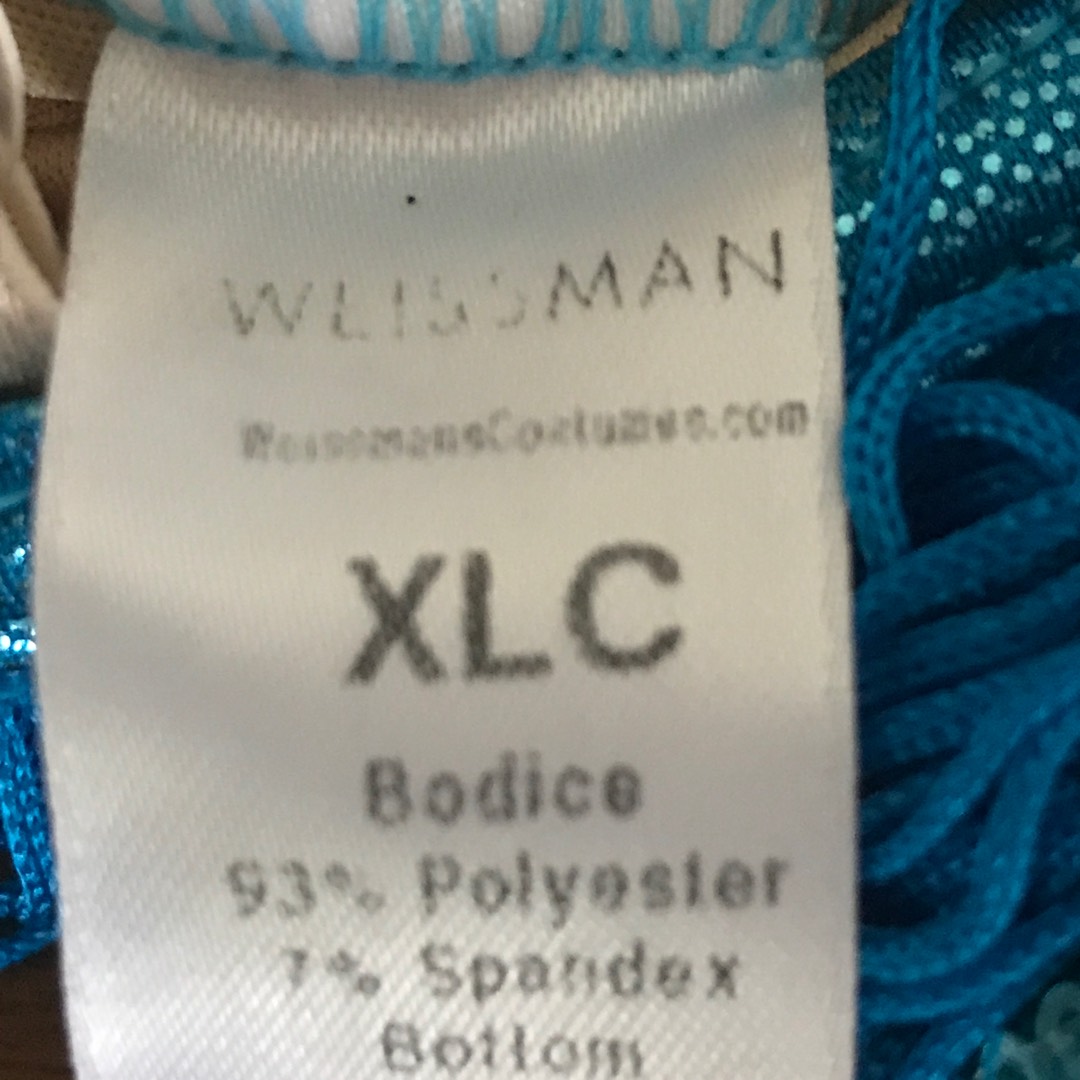 WEISSMAN
WeissmansCostumes.com
XLC
Bodice
93% Polyester
7% Spandex
Bottom